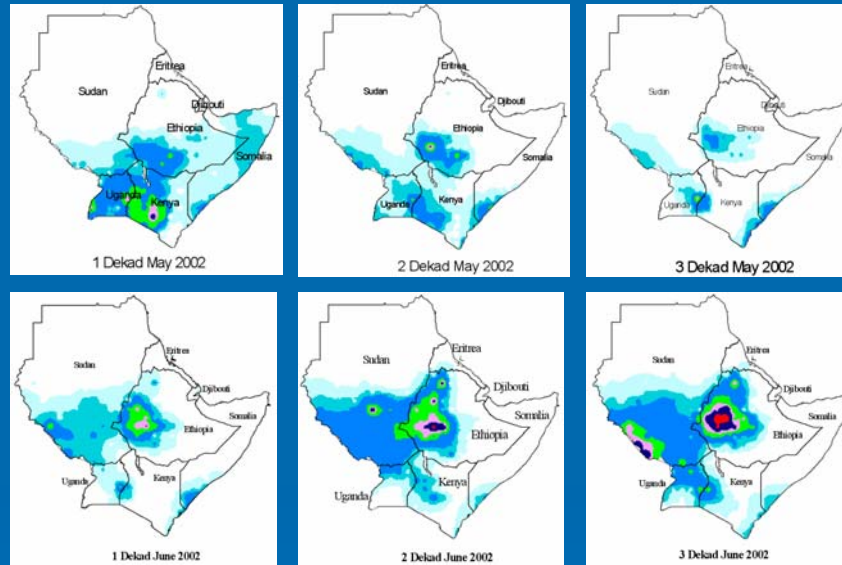 Eritrea
Sudan
Djibouti
Ethiopia
Somalia
Uganda
Kenya
1 Dekad May 2002
Eritrea
Sudan
Djibouti
Ethiopia
Somalia
Uganda
Kenya
2 Dekad May 2002
Eritrea
Sudan
Djibouti
Ethiopia
Somalia
Uganda
Kenya
3 Dekad May 2002
Eritrea
Sudan
Djibouti
Somalia
Ethiopia
Uganda
Kenya
1 Dekad June 2002
Eritrea
Sudan
Djibouti
Somalia
Ethiopia
Kenya
Uganda
2 Dekad June 2002
Eritrea
Sudan
Djibouti
Somalia
Ethiopia
Uganda
Kenya
3 Dekad June 2002